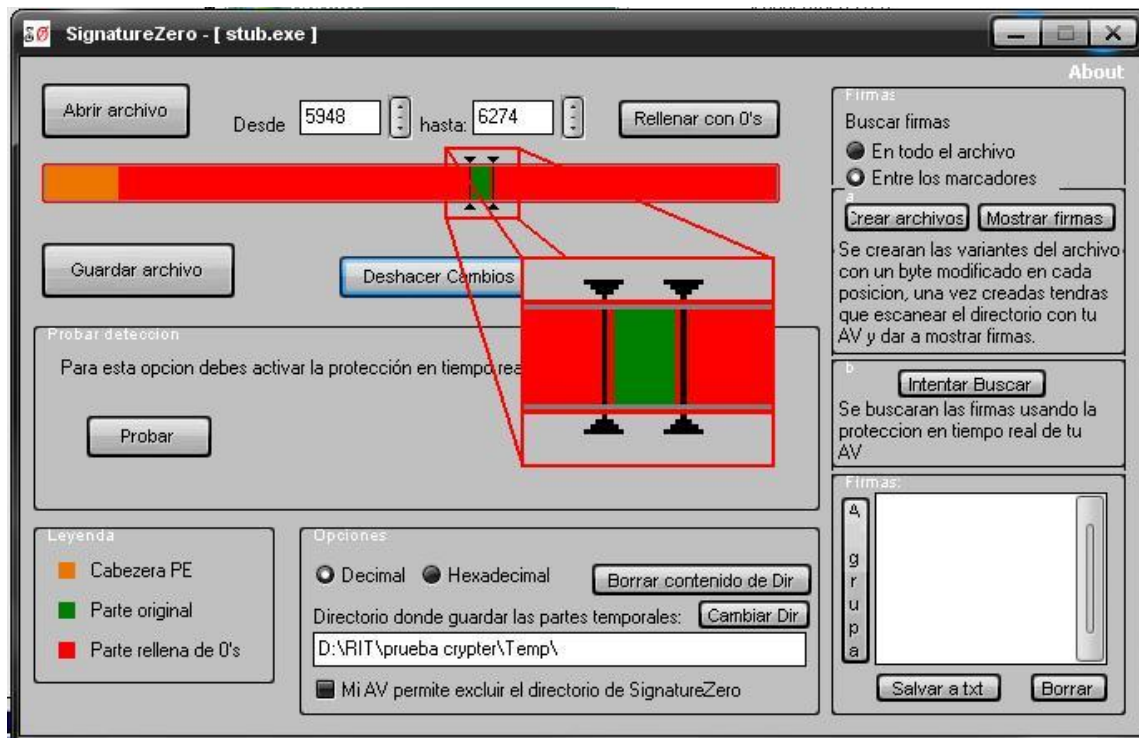 SignatureZero - [ stub.exe ]
About
Abrir archivo
Desde 5948 hasta: 6274
Rellenar con 0's
Guardar archivo
Deshacer Cambios
Probar deteccion
Para esta opcion debes activar la protección en tiempo rea
Probar
Leyenda
Cabezera PE
Parte original
Parte rellena de 0's
Opciones
Decimal Hexadecimal Borrar contenido de Dir
Directorio donde guardar las partes temporales: Cambiar Dir
D:\RIT\prueba crypter\Temp\
Mi AV permite excluir el directorio de SignatureZero
Firmas
Buscar firmas
En todo el archivo
Entre los marcadores
a
Crear archivos Mostrar firmas
Se crearan las variantes del archivo
con un byte modificado en cada
posicion, una vez creadas tendras
que escanear el directorio con tu
AV y dar a mostrar firmas.
b
Intentar Buscar
Se buscaran las firmas usando la
proteccion en tiempo real de tu
AV
Firmas:
A
g
r
u
p
a
Salvar a txt Borrar